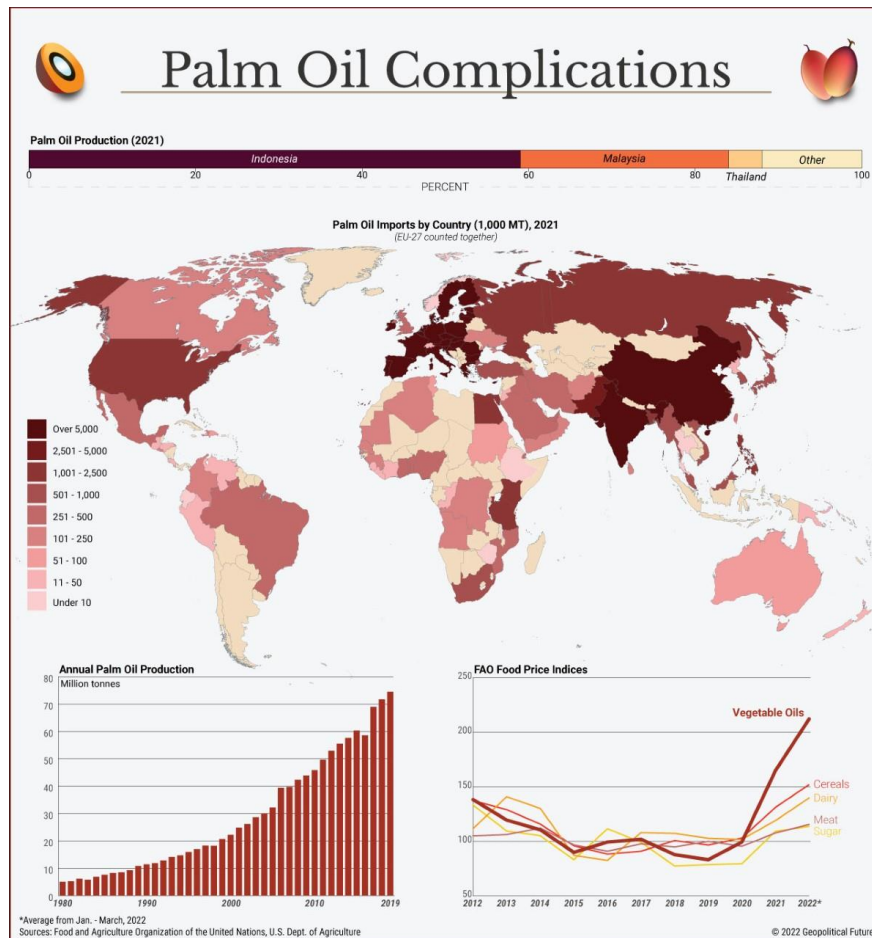 Palm Oil Complications
Palm Oil Production (2021)
Indonesia
Malaysia
Thailand
Other
0 20 40 60 80 100
PERCENT
Palm Oil Imports by Country (1,000 MT), 2021
(EU-27 counted together)
Over 5,000
2,501 - 5,000
1,001 - 2,500
501 - 1,000
251 - 500
101 - 250
51 - 100
11 - 50
Under 10
Annual Palm Oil Production
Million tonnes
80
70
60
50
40
30
20
10
0
1980 1990 2000 2010 2019
FAO Food Price Indices
250
200
150
100
50
Vegetable Oils
Cereals
Dairy
Meat
Sugar
2012 2013 2014 2015 2016 2017 2018 2019 2020 2021 2022*
*Average from Jan. - March, 2022
Sources: Food and Agriculture Organization of the United Nations, U.S. Dept. of Agriculture
© 2022 Geopolitical Future